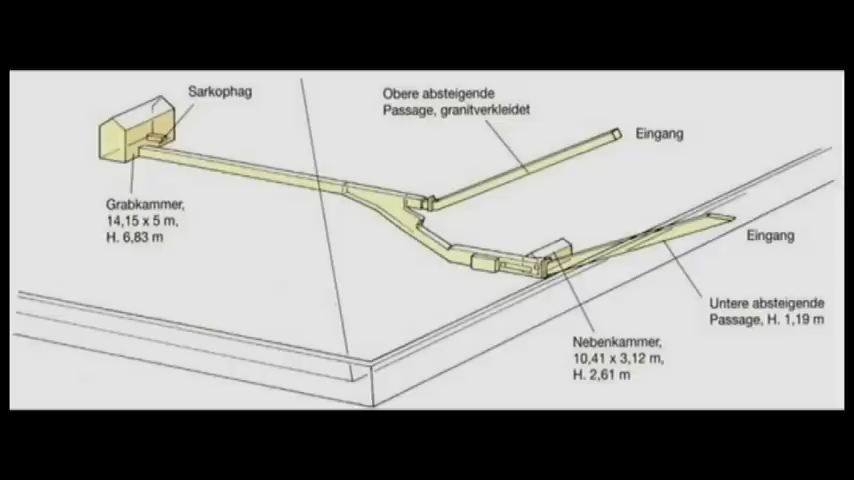 Sarkophag
Obere absteigende
Passage, granitverkleidet
Eingang
Grabkammer,
14,15 x 5 m,
H. 6,83 m
Eingang
Untere absteigende
Passage, H. 1,19 m
Nebenkammer,
10,41 x 3,12 m,
H. 2,61 m